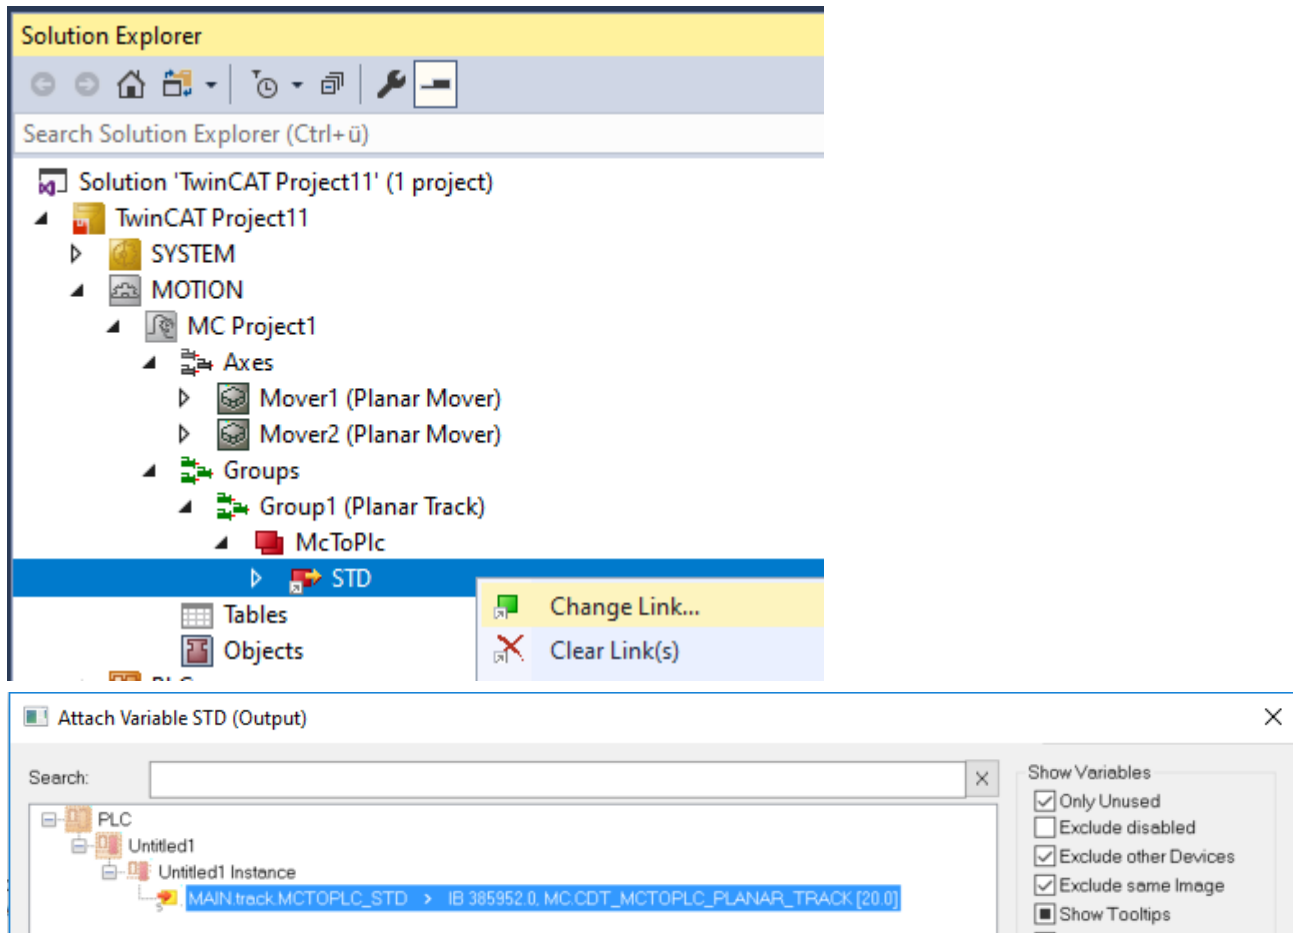 Solution Explorer
Search Solution Explorer (Ctrl+ü)
Solution 'TwinCAT Project11' (1 project)
TwinCAT Project11
SYSTEM
MOTION
MC Project1
Axes
Mover1 (Planar Mover)
Mover2 (Planar Mover)
Groups
Group1 (Planar Track)
McToPlc
STD
Change Link...
Tables
Objects
Clear Link(s)
Attach Variable STD (Output)
Search:
Show Variables
Only Unused
Exclude disabled
Exclude other Devices
Exclude same Image
Show Tooltips
PLC
Untitled1
Untitled1 Instance
MAIN.track.MCTOPLC_STD > IB 385952.0, MC.CDT_MCTOPLC_PLANAR_TRACK [20.0]